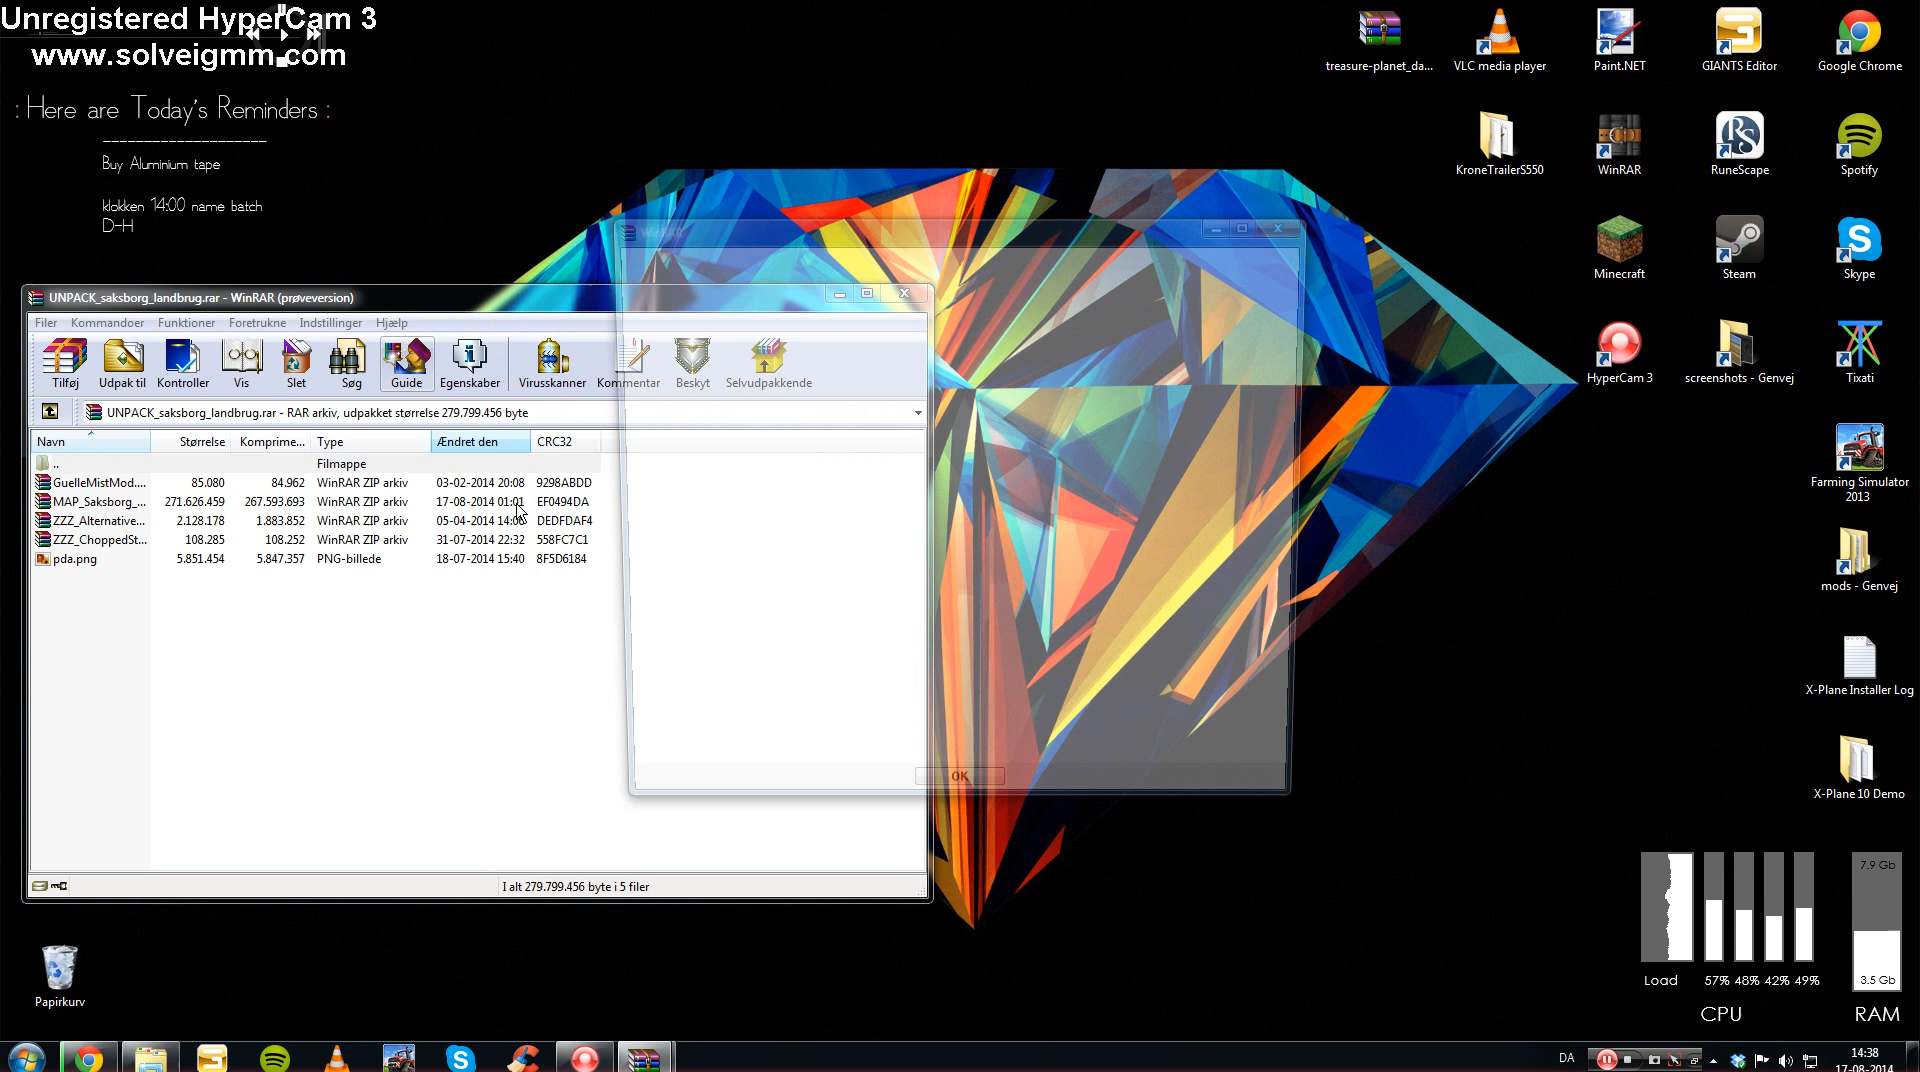 Unregistered HyperCam 3
www.solveigmm.com
: Here are Today's Reminders :
Buy Aluminium tape
klokken 14:00 name batch
D-H
treasure-planet_da...
VLC media player
Paint.NET
GIANTS Editor
Google Chrome
KroneTrailerS550
WinRAR
RuneScape
Spotify
Minecraft
Steam
Skype
HyperCam 3
screenshots - Genvej
Tixati
Farming Simulator
2013
mods - Genvej
X-Plane Installer Log
X-Plane 10 Demo
WinRAR
OK
UNPACK_saksborg_landbrug.rar - WinRAR (prøveversion)
Filer Kommandoer Funktioner Foretrukne Indstillinger Hjælp
Tilføj Udpak til Kontroller Vis Slet Søg Guide Egenskaber Virusskanner Kommentar Beskyt Selvudpakkende
UNPACK_saksborg_landbrug.rar - RAR arkiv, udpakket størrelse 279.799.456 byte
Navn Størrelse Komprime... Type Ændret den CRC32
.. Filmappe
GuelleMistMod.... 85.080 84.962 WinRAR ZIP arkiv 03-02-2014 20:08 9298ABDD
MAP_Saksborg_... 271.626.459 267.593.693 WinRAR ZIP arkiv 17-08-2014 01:01 EF0494DA
ZZZ_Alternative... 2.128.178 1.883.852 WinRAR ZIP arkiv 05-04-2014 DEDFDAF4
ZZZ_ChoppedSt... 108.285 108.252 WinRAR ZIP arkiv 31-07-2014 22:32 558FC7C1
pda.png 5.851.454 5.847.357 PNG-billede 18-07-2014 15:40 8F5D6184
I alt 279.799.456 byte i 5 filer
Papirkurv
7.9 Gb
3.5 Gb
Load 57% 48% 42% 49%
CPU RAM
DA
14:38
17-08-2014